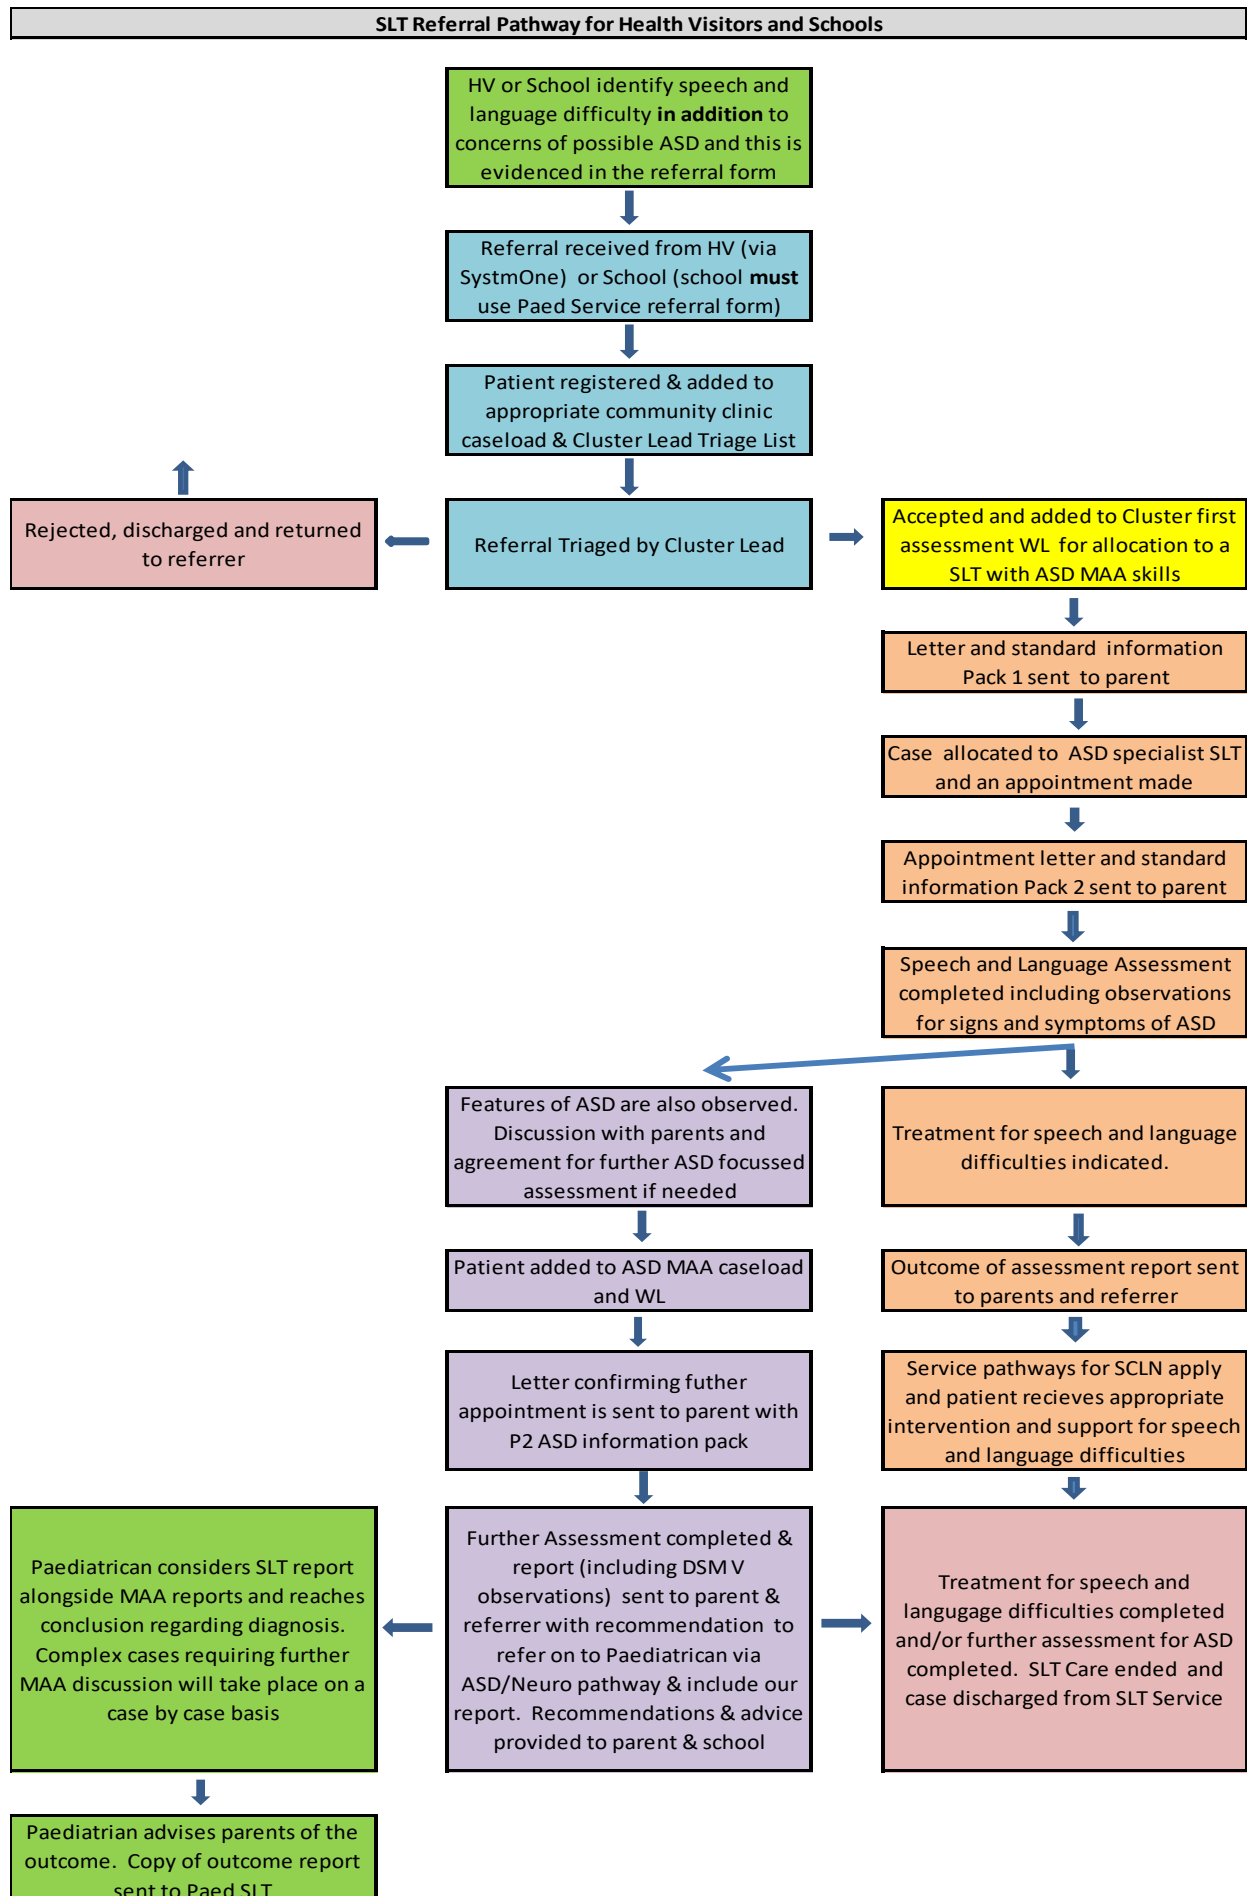 SLT Referral Pathway for Health Visitors and Schools
HV or School identify speech and
language difficulty in addition to
concerns of possible ASD and this is
evidenced in the referral form
Referral received from HV (via
SystmOne) or School (school must
use Paed Service referral form)
Patient registered & added to
appropriate community clinic
caseload & Cluster Lead Triage List
Rejected, discharged and returned
to referrer
Referral Triaged by Cluster Lead
Accepted and added to Cluster first
assessment WL for allocation to a
SLT with ASD MAA skills
Letter and standard information
Pack 1 sent to parent
Case allocated to ASD specialist SLT
and an appointment made
Appointment letter and standard
information Pack 2 sent to parent
Speech and Language Assessment
completed including observations
for signs and symptoms of ASD
Features of ASD are also observed.
Discussion with parents and
agreement for further ASD focussed
assessment if needed
Treatment for speech and language
difficulties indicated.
Patient added to ASD MAA caseload
and WL
Outcome of assessment report sent
to parents and referrer
Letter confirming futher
appointment is sent to parent with
P2 ASD information pack
Service pathways for SCLN apply
and patient recieves appropriate
intervention and support for speech
and language difficulties
Paediatrican considers SLT report
alongside MAA reports and reaches
conclusion regarding diagnosis.
Complex cases requiring further
MAA discussion will take place on a
case by case basis
Further Assessment completed &
report (including DSM V
observations) sent to parent &
referrer with recommendation to
refer on to Paediatrican via
ASD/Neuro pathway & include our
report. Recommendations & advice
provided to parent & school
Treatment for speech and
langugage difficulties completed
and/or further assessment for ASD
completed. SLT Care ended and
case discharged from SLT Service
Paediatrian advises parents of the
outcome. Copy of outcome report
sent to Paed SLT